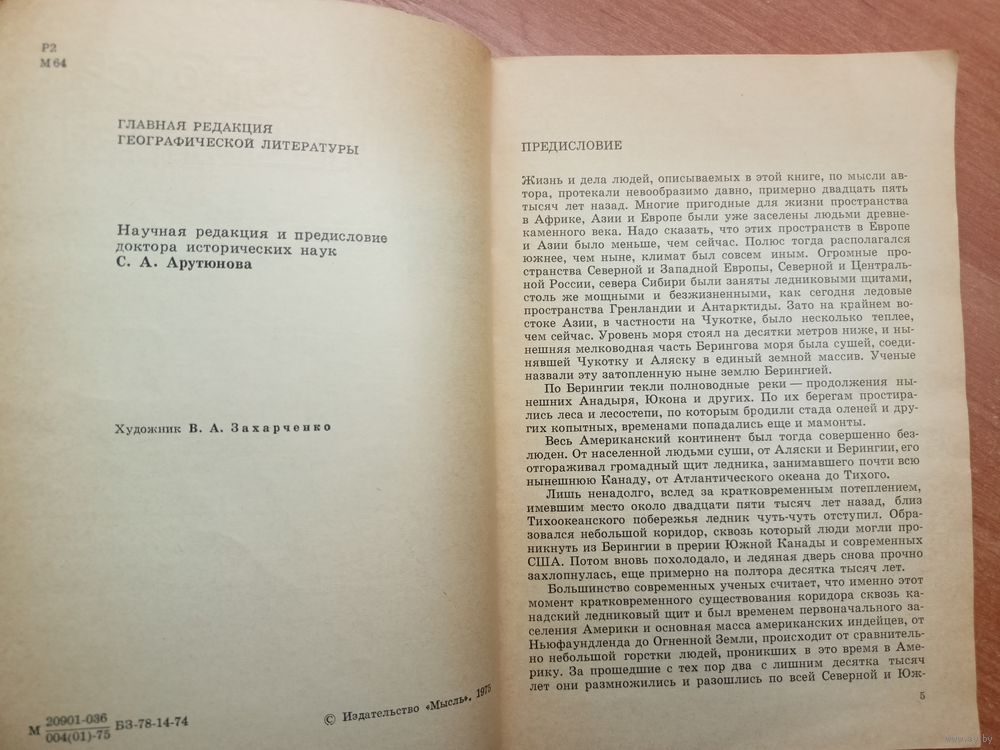 Р2
М64
ГЛАВНАЯ РЕДАКЦИЯ
ГЕОГРАФИЧЕСКОЙ ЛИТЕРАТУРЫ
Научная редакция и предисловие
доктора исторических наук
С. А. Арутюнова
Художник В. А. Захарченко
М 20901-036
004(01)-75 БЗ-78-14-74
© Издательство «Мысль». 1975
ПРЕДИСЛОВИЕ
Жизнь и дела людей, описываемых в этой книге, по мысли ав-
тора, протекали невообразимо давно, примерно двадцать пять
тысяч лет назад. Многие пригодные для жизни пространства
в Африке, Азии и Европе были уже заселены людьми древне-
каменного века. Надо сказать, что этих пространств в Европе
и Азии было меньше, чем сейчас. Полюс тогда располагался
южнее, чем ныне, климат был совсем иным. Огромные про-
странства Северной и Западной Европы, Северной и Централь-
ной России, севера Сибири были заняты ледниковыми щитами,
столь же мощными и безжизненными, как сегодня ледовые
пространства Гренландии и Антарктиды. Зато на крайнем во-
стоке Азии, в частности на Чукотке, было несколько теплее,
чем сейчас. Уровень моря стоял на десятки метров ниже, и ны-
нешняя мелководная часть Берингова моря была сушей, соеди-
нявшей Чукотку и Аляску в единый земной массив. Ученые
назвали эту затопленную ныне землю Берингией.
По Берингии текли полноводные реки — продолжения ны-
нешних Анадыря, Юкона и других. По их берегам простира-
лись леса и лесостепи, по которым бродили стада оленей и дру-
гих копытных, временами попадались еще и мамонты.
Весь Американский континент был тогда совершенно без-
люден. От населенной людьми суши, от Аляски и Берингии, его
отгораживал громадный щит ледника, занимавшего почти всю
нынешнюю Канаду, от Атлантического океана до Тихого.
Лишь ненадолго, вслед за кратковременным потеплением,
имевшим место около двадцати пяти тысяч лет назад, близ
Тихоокеанского побережья ледник чуть-чуть отступил. Обра-
зовался небольшой коридор, сквозь который люди могли про-
никнуть из Берингии в прерии Южной Канады и современных
США. Потом вновь похолодало, и ледяная дверь снова прочно
захлопнулась, еще примерно на полтора десятка тысяч лет.
Большинство современных ученых считает, что именно этот
момент кратковременного существования коридора сквозь ка-
надский ледниковый щит и был временем первоначального за-
селения Америки и основная масса американских индейцев, от
Ньюфаундленда до Огненной Земли, происходит от сравнитель-
но небольшой горстки людей, проникших в это время в Аме-
рику. За прошедшие с тех пор два с лишним десятка тысяч
лет они размножились и разошлись по всей Северной и Юж-
5
www.ay.by